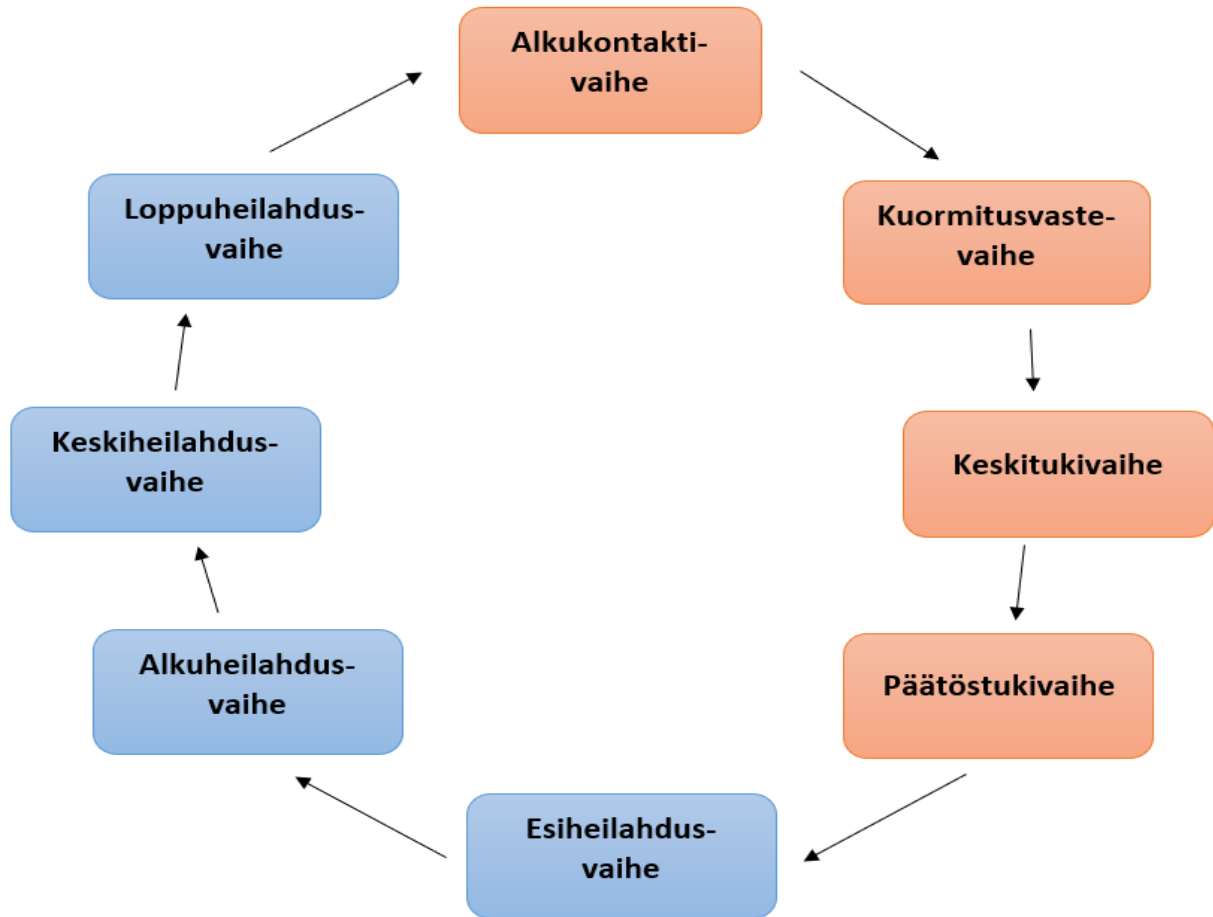 Alkukontakti-
vaihe
Kuormitusvaste-
vaihe
Keskitukivaihe
Päätöstukivaihe
Esiheilahdus-
vaihe
Alkuheilahdus-
vaihe
Keskiheilahdus-
vaihe
Loppuheilahdus-
vaihe